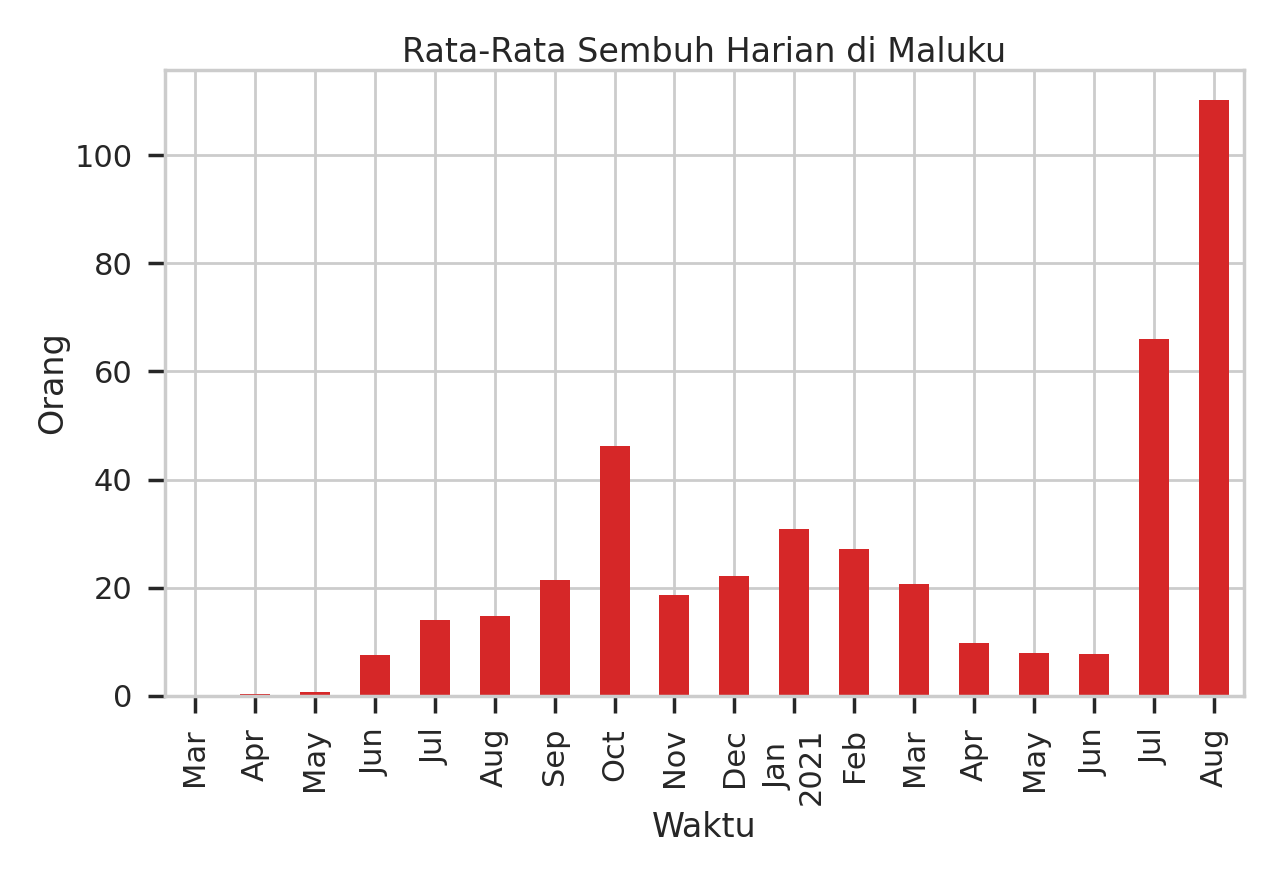 Rata-Rata Sembuh Harian di Maluku
100
80
60
40
20
0
Orang
Mar
Apr
May
Jun
Jul
Aug
Sep
Oct
Nov
Dec
Jan
2021
Feb
Mar
Apr
May
Jun
Jul
Aug
Waktu